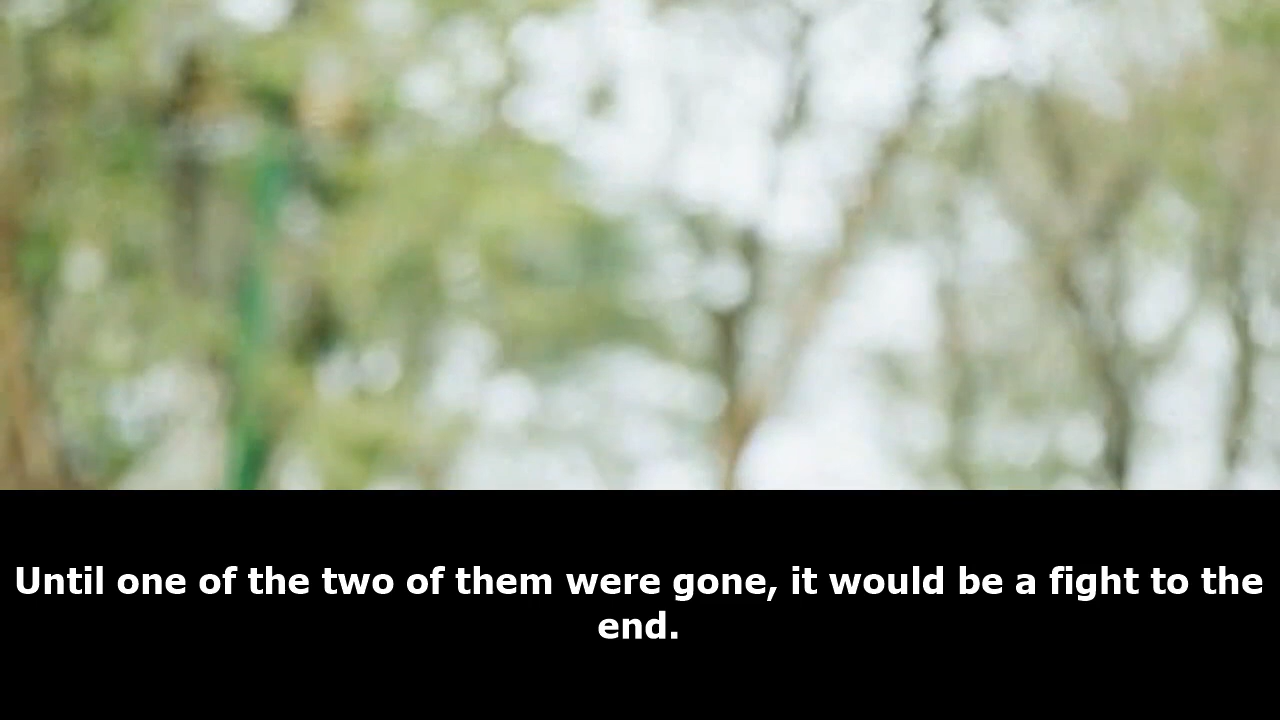 Until one of the two of them were gone, it would be a fight to the
end.